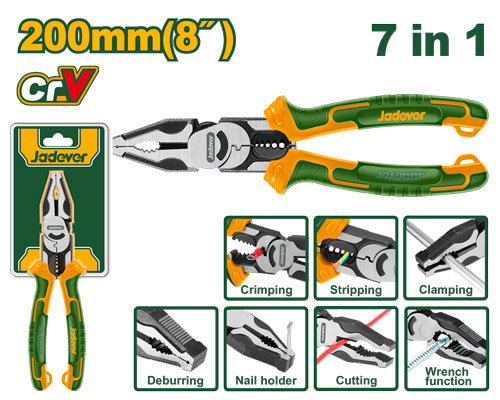 200mm(8″)
7 in 1
Cr.V
Jadever
Jadever
Jadever
Crimping
Stripping
Clamping
Deburring
Nail holder
Cutting
Wrench
function